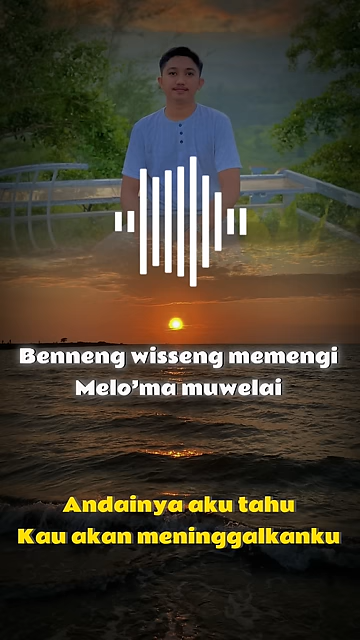 Benneng wisseng memengi
Melo'ma muwelai
Andainya aku tahu
Kau akan meninggalkanku